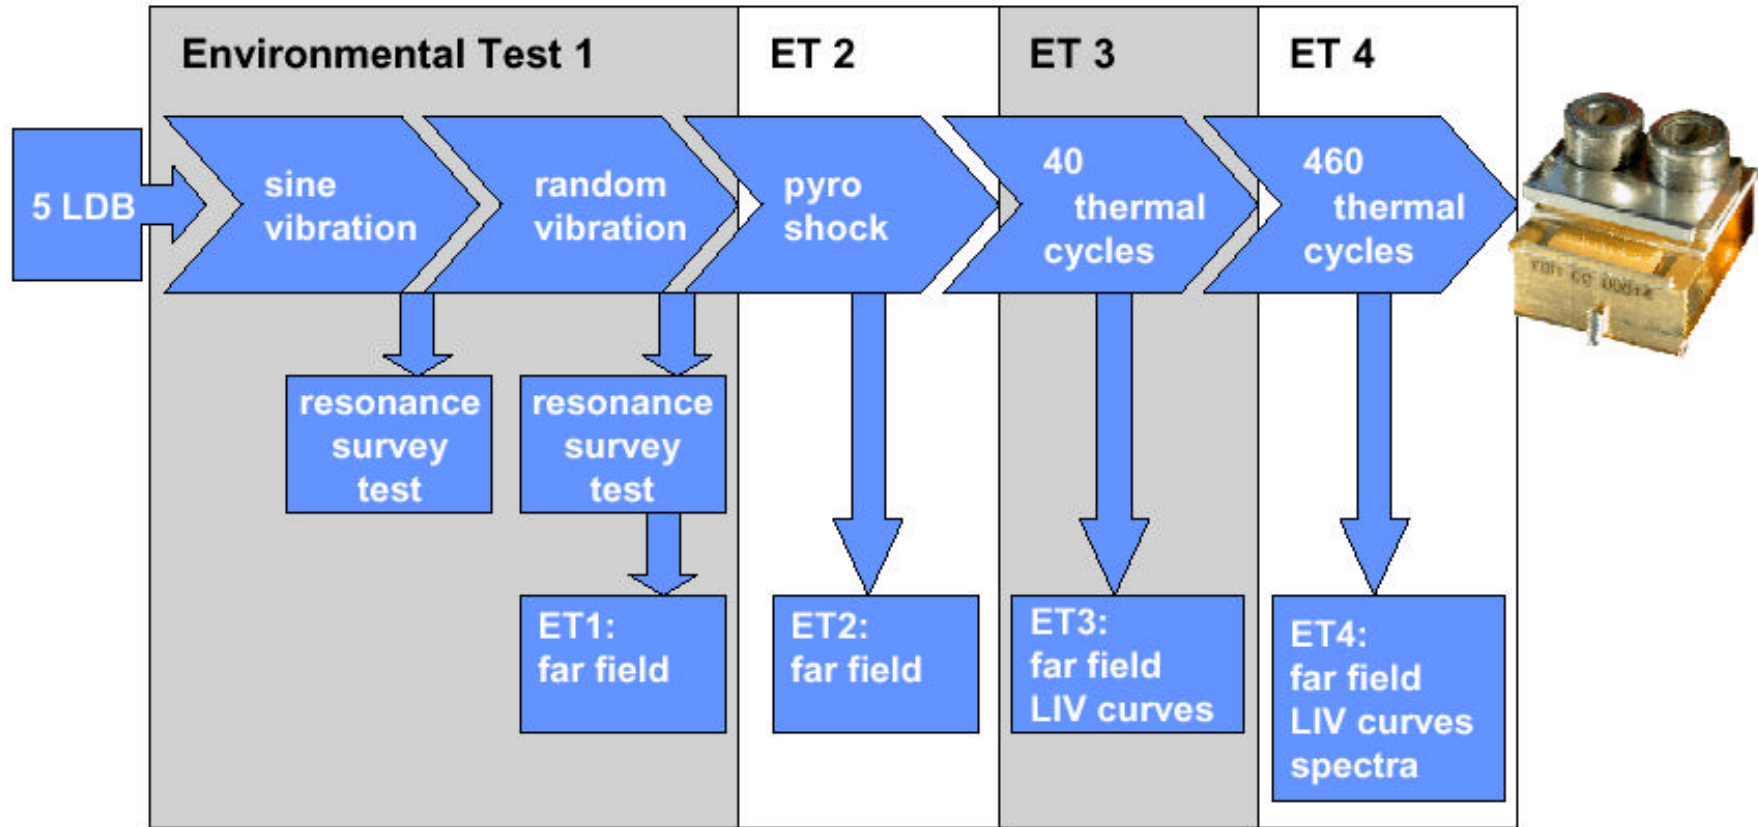 Environmental Test 1
ET 2
ET 3
ET 4
5 LDB
sine
vibration
random
vibration
pyro
shock
40
thermal
cycles
460
thermal
cycles
resonance
survey
test
resonance
survey
test
ET1:
far field
ET2:
far field
ET3:
far field
LIV curves
ET4:
far field
LIV curves
spectra